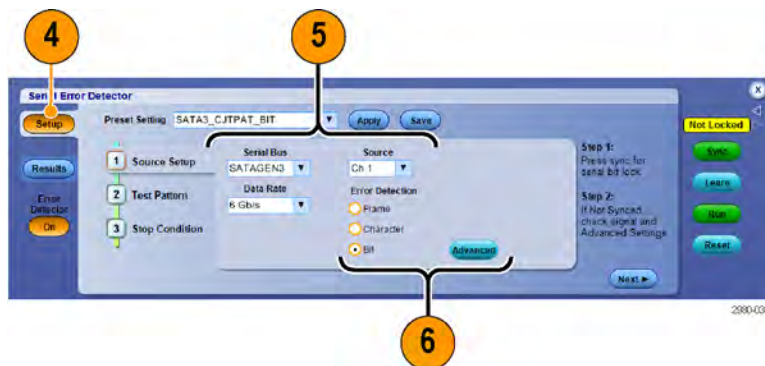 4
5
Serial Error Detector
x
Setup
Preset Setting SATA3_CJTPAT_BIT Apply Save
Not Locked
Results
Error Detector
On
1 Source Setup
2 Test Pattern
3 Stop Condition
Serial Bus
SATAGEN3
Data Rate
6 Gb/s
Source
Ch 1
Error Detection
Frame
Character
Bit
Advanced
Step 1:
Press sync for
serial bit lock
Step 2:
If Not Synced
check signal and
Advanced Settings
Next
Sync
Learn
Run
Reset
2980-03
6